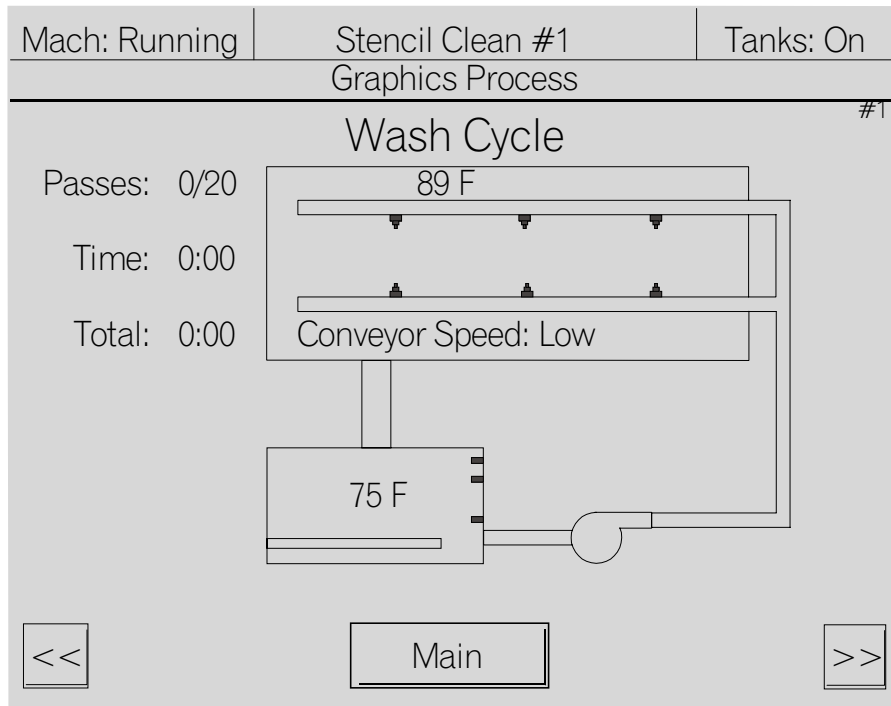 Mach: Running Stencil Clean #1 Tanks: On
Graphics Process
#1
Wash Cycle
Passes: 0/20 89 F
Time: 0:00
Total: 0:00 Conveyor Speed: Low
75 F
<< Main >>